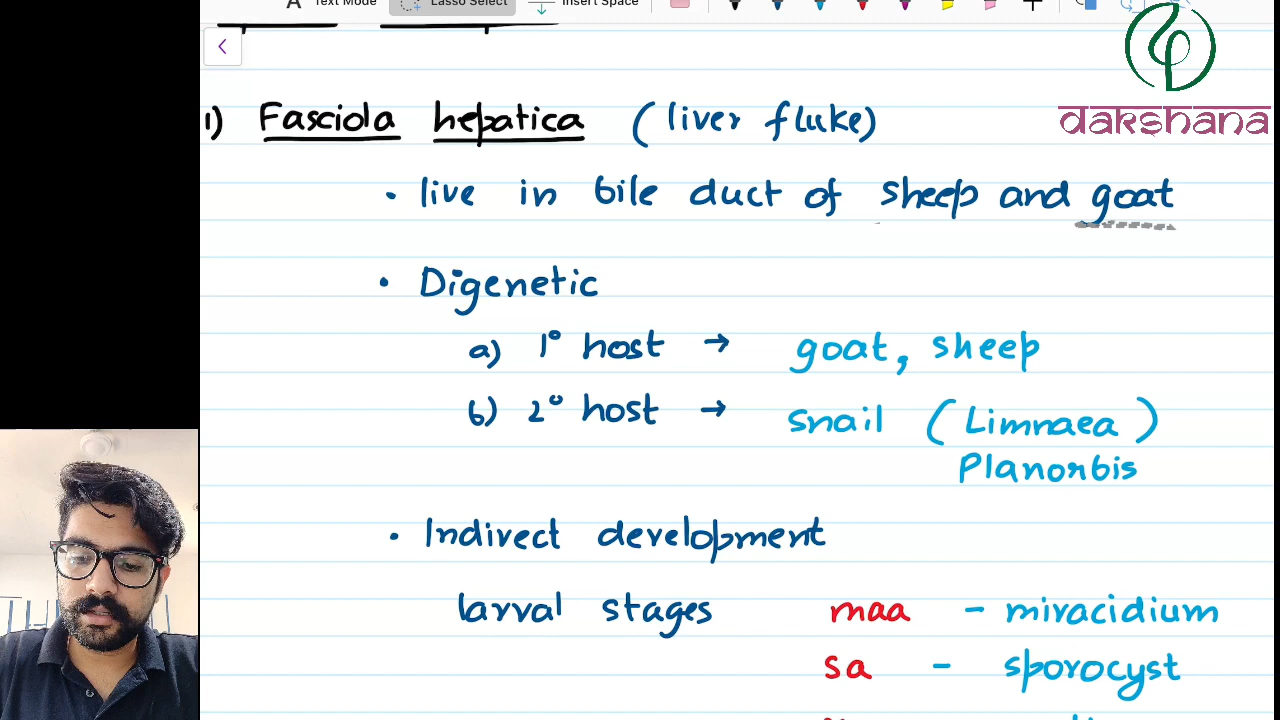 Text Mode Lasso Select Insert Space
dakshana
1) Fasciola hepatica (liver fluke)
• live in bile duct of sheep and goat
• Digenetic
a) 1° host → goat, sheep
b) 2° host → snail (Limnaea)
Planorbis
• Indirect development
larval stages maa - miracidium
sa - sporocyst